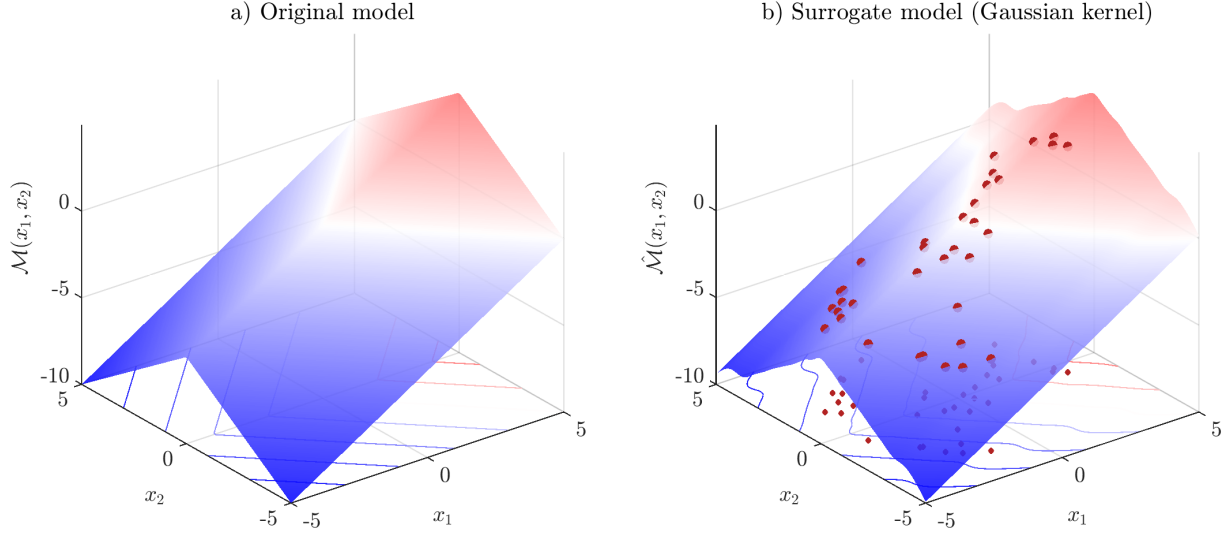 a) Original model
b) Surrogate model (Gaussian kernel)
M(x₁, x₂)
0
-5
-10
5
0
-5
x₂
-5
0
5
x₁
M̂(x₁, x₂)
0
-5
-10
5
0
-5
x₂
-5
0
5
x₁